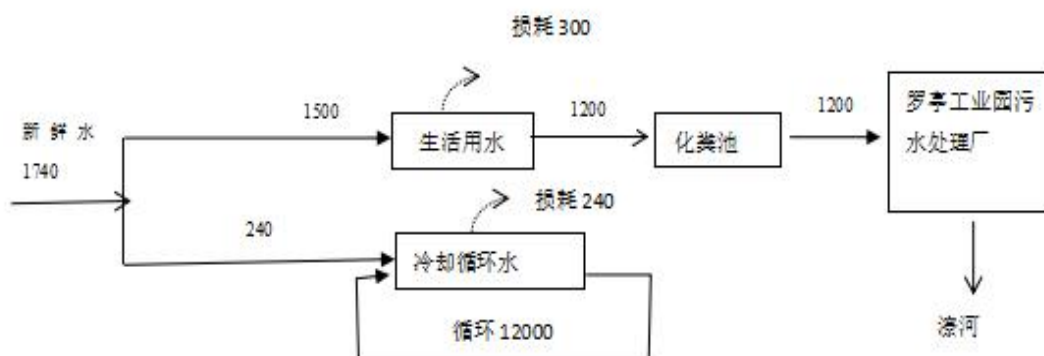 损耗 300
1500
1200
1200
罗亭工业园污
水处理厂
新鲜水
1740
生活用水
化粪池
损耗 240
240
冷却循环水
循环 12000
潦河